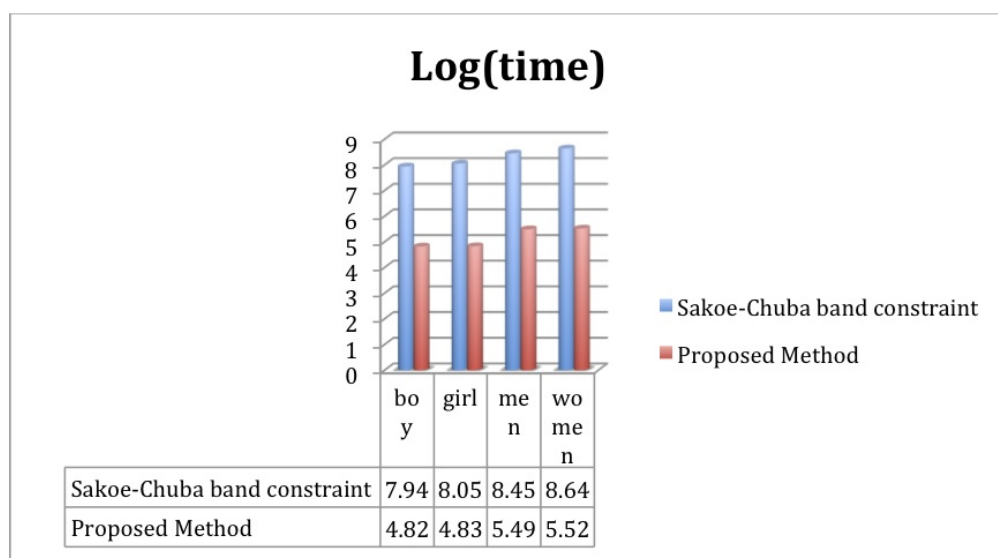 Log(time)
9
8
7
6
5
4
3
2
1
0
Sakoe-Chuba band constraint
Proposed Method
bo
y
girl
me
n
wo
me
n
Sakoe-Chuba band constraint 7.94 8.05 8.45 8.64
Proposed Method 4.82 4.83 5.49 5.52